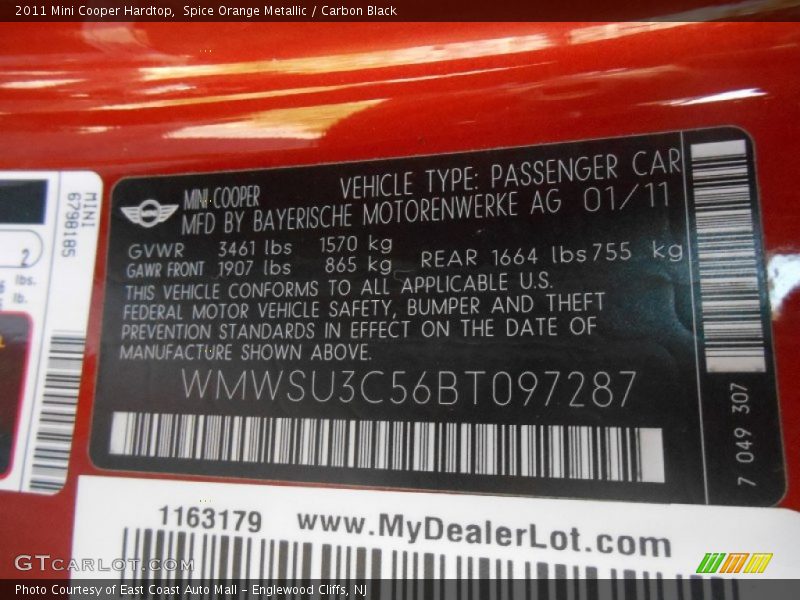 2011 Mini Cooper Hardtop,  Spice Orange Metallic / Carbon Black
MINI
6798185
2
lbs.
lb.
MINI-COOPER
VEHICLE TYPE: PASSENGER CAR
MFD BY BAYERISCHE MOTORENWERKE AG 01/11
GVWR 3461 lbs 1570 kg
GAWR FRONT 1907 lbs 865 kg REAR 1664 lbs 755 kg
THIS VEHICLE CONFORMS TO ALL APPLICABLE U.S.
FEDERAL MOTOR VEHICLE SAFETY, BUMPER AND THEFT
PREVENTION STANDARDS IN EFFECT ON THE DATE OF
MANUFACTURE SHOWN ABOVE.
WMWSU3C56BT097287
7 049 307
1163179 www.MyDealerLot.com
GTCarLot.com
Photo Courtesy of East Coast Auto Mall - Englewood Cliffs, NJ